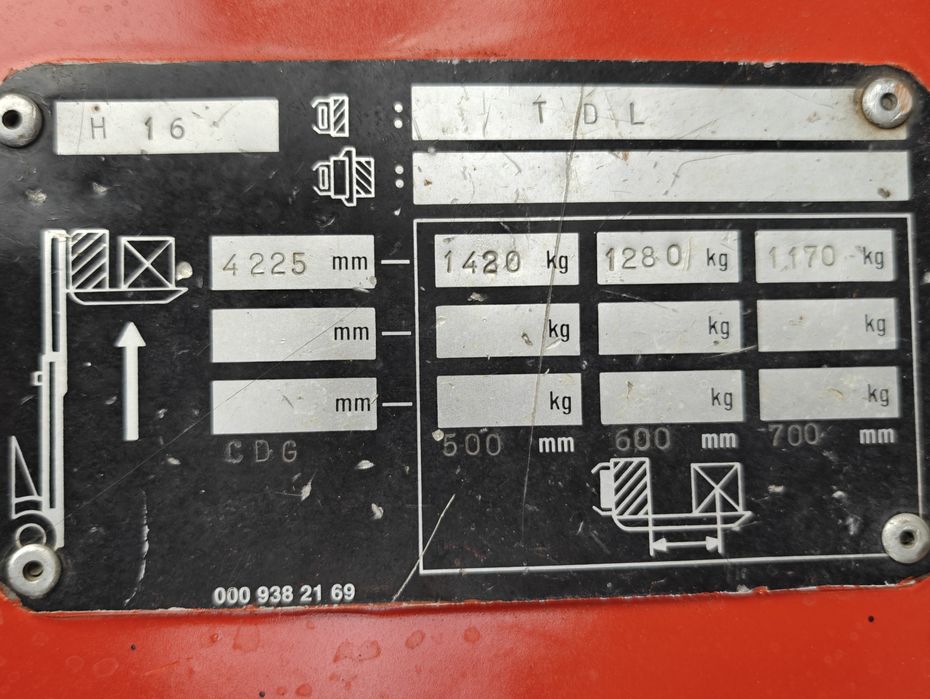 H 16 : T D L
:
4225 mm 1420 kg 1280 kg 1170 kg
mm kg kg kg
mm kg kg kg
CDG 500 mm 600 mm 700 mm
000 938 21 69